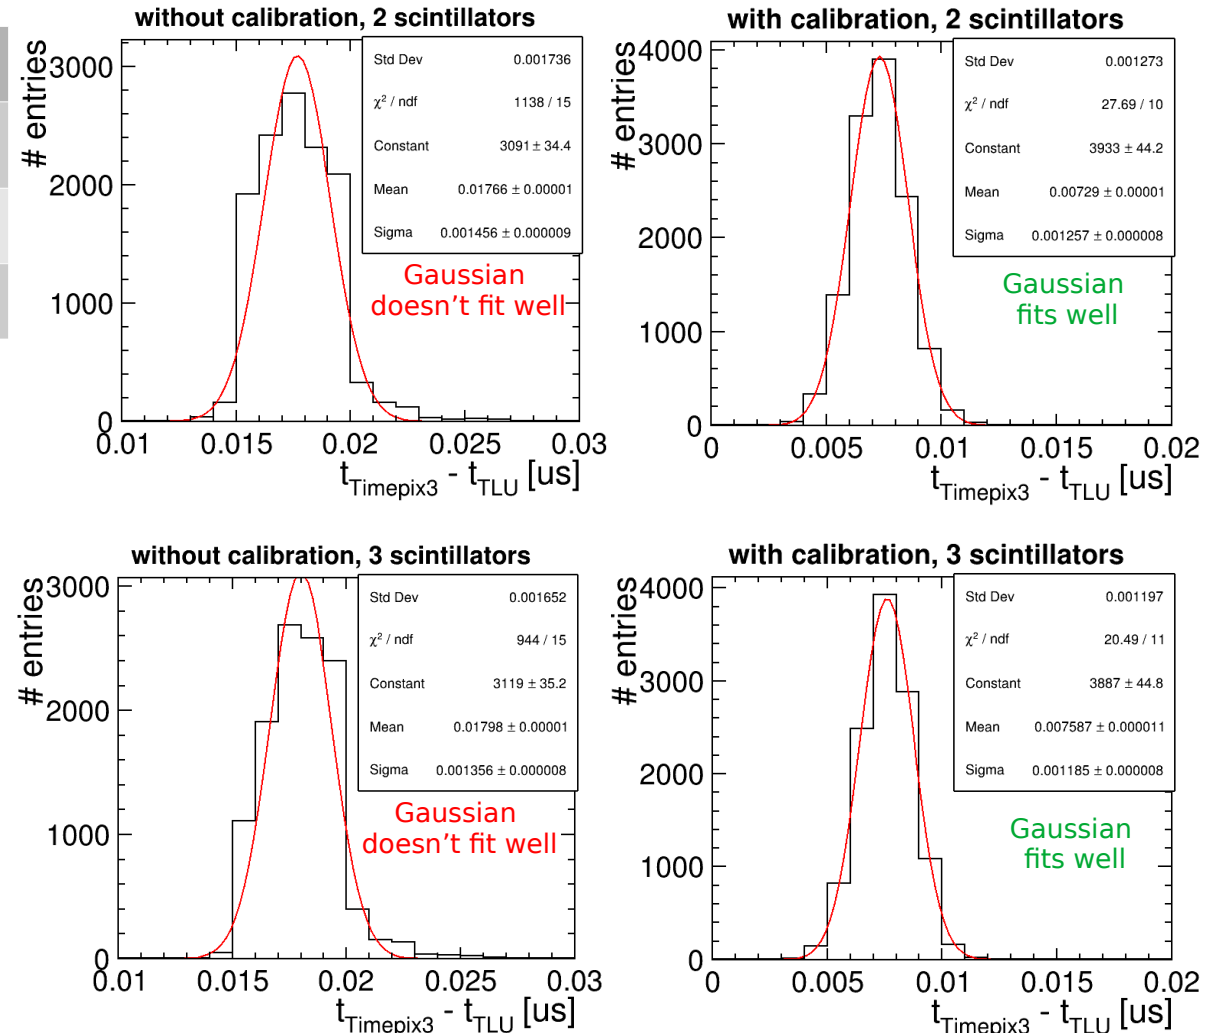 without calibration, 2 scintillators
# entries
3000
2000
1000
0
0.01
0.015
0.02
0.025
0.03
Std Dev 0.001736
χ² / ndf 1138 / 15
Constant 3091 ± 34.4
Mean 0.01766 ± 0.00001
Sigma 0.001456 ± 0.000009
Gaussian
doesn't fit well
tTimepix3 - tTLU [us]
with calibration, 2 scintillators
# entries
4000
3000
2000
1000
0
0
0.005
0.01
0.015
0.02
Std Dev 0.001273
χ² / ndf 27.69 / 10
Constant 3933 ± 44.2
Mean 0.00729 ± 0.00001
Sigma 0.001257 ± 0.000008
Gaussian
fits well
tTimepix3 - tTLU [us]
without calibration, 3 scintillators
# entries
3000
2000
1000
0
0.01
0.015
0.02
0.025
0.03
Std Dev 0.001652
χ² / ndf 944 / 15
Constant 3119 ± 35.2
Mean 0.01798 ± 0.00001
Sigma 0.001356 ± 0.000008
Gaussian
doesn't fit well
tTimepix3 - tTLU [us]
with calibration, 3 scintillators
# entries
4000
3000
2000
1000
0
0
0.005
0.01
0.015
0.02
Std Dev 0.001197
χ² / ndf 20.49 / 11
Constant 3887 ± 44.8
Mean 0.007587 ± 0.000011
Sigma 0.001185 ± 0.000008
Gaussian
fits well
tTimepix3 - tTLU [us]